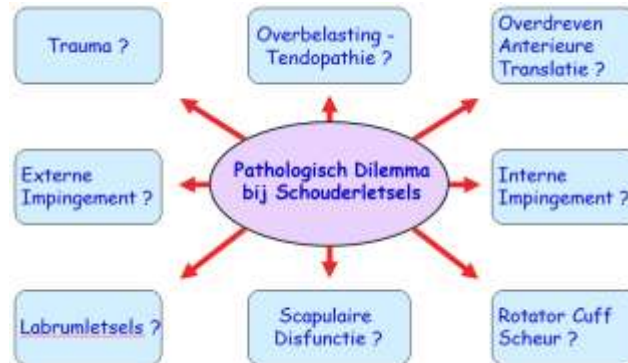 Trauma ?
Overbelasting -
Tendopathie ?
Overdreven
Anterieure
Translatie ?
Externe
Impingement ?
Pathologisch Dilemma
bij Schouderletsels
Interne
Impingement ?
Labrumletsels ?
Scapulaire
Disfunctie ?
Rotator Cuff
Scheur ?